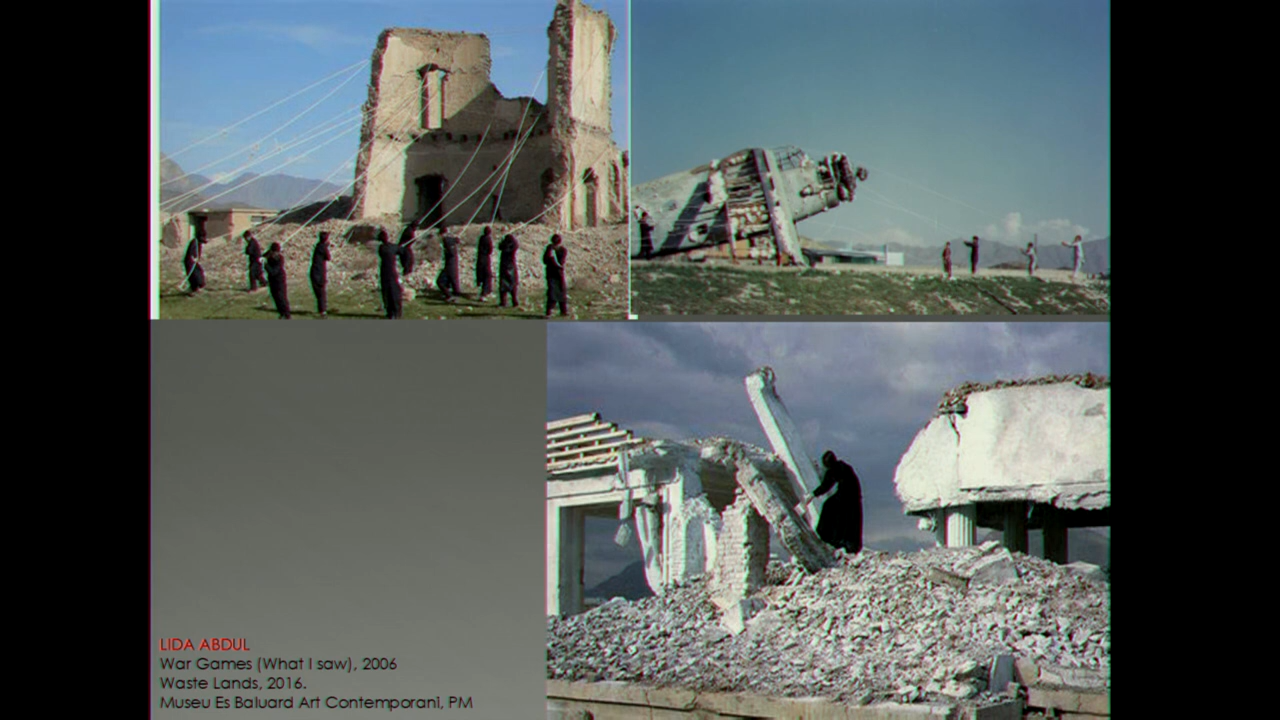 LIDA ABDUL
War Games (What I saw), 2006
Waste Lands, 2016.
Museu Es Baluard Art Contemporani, PM